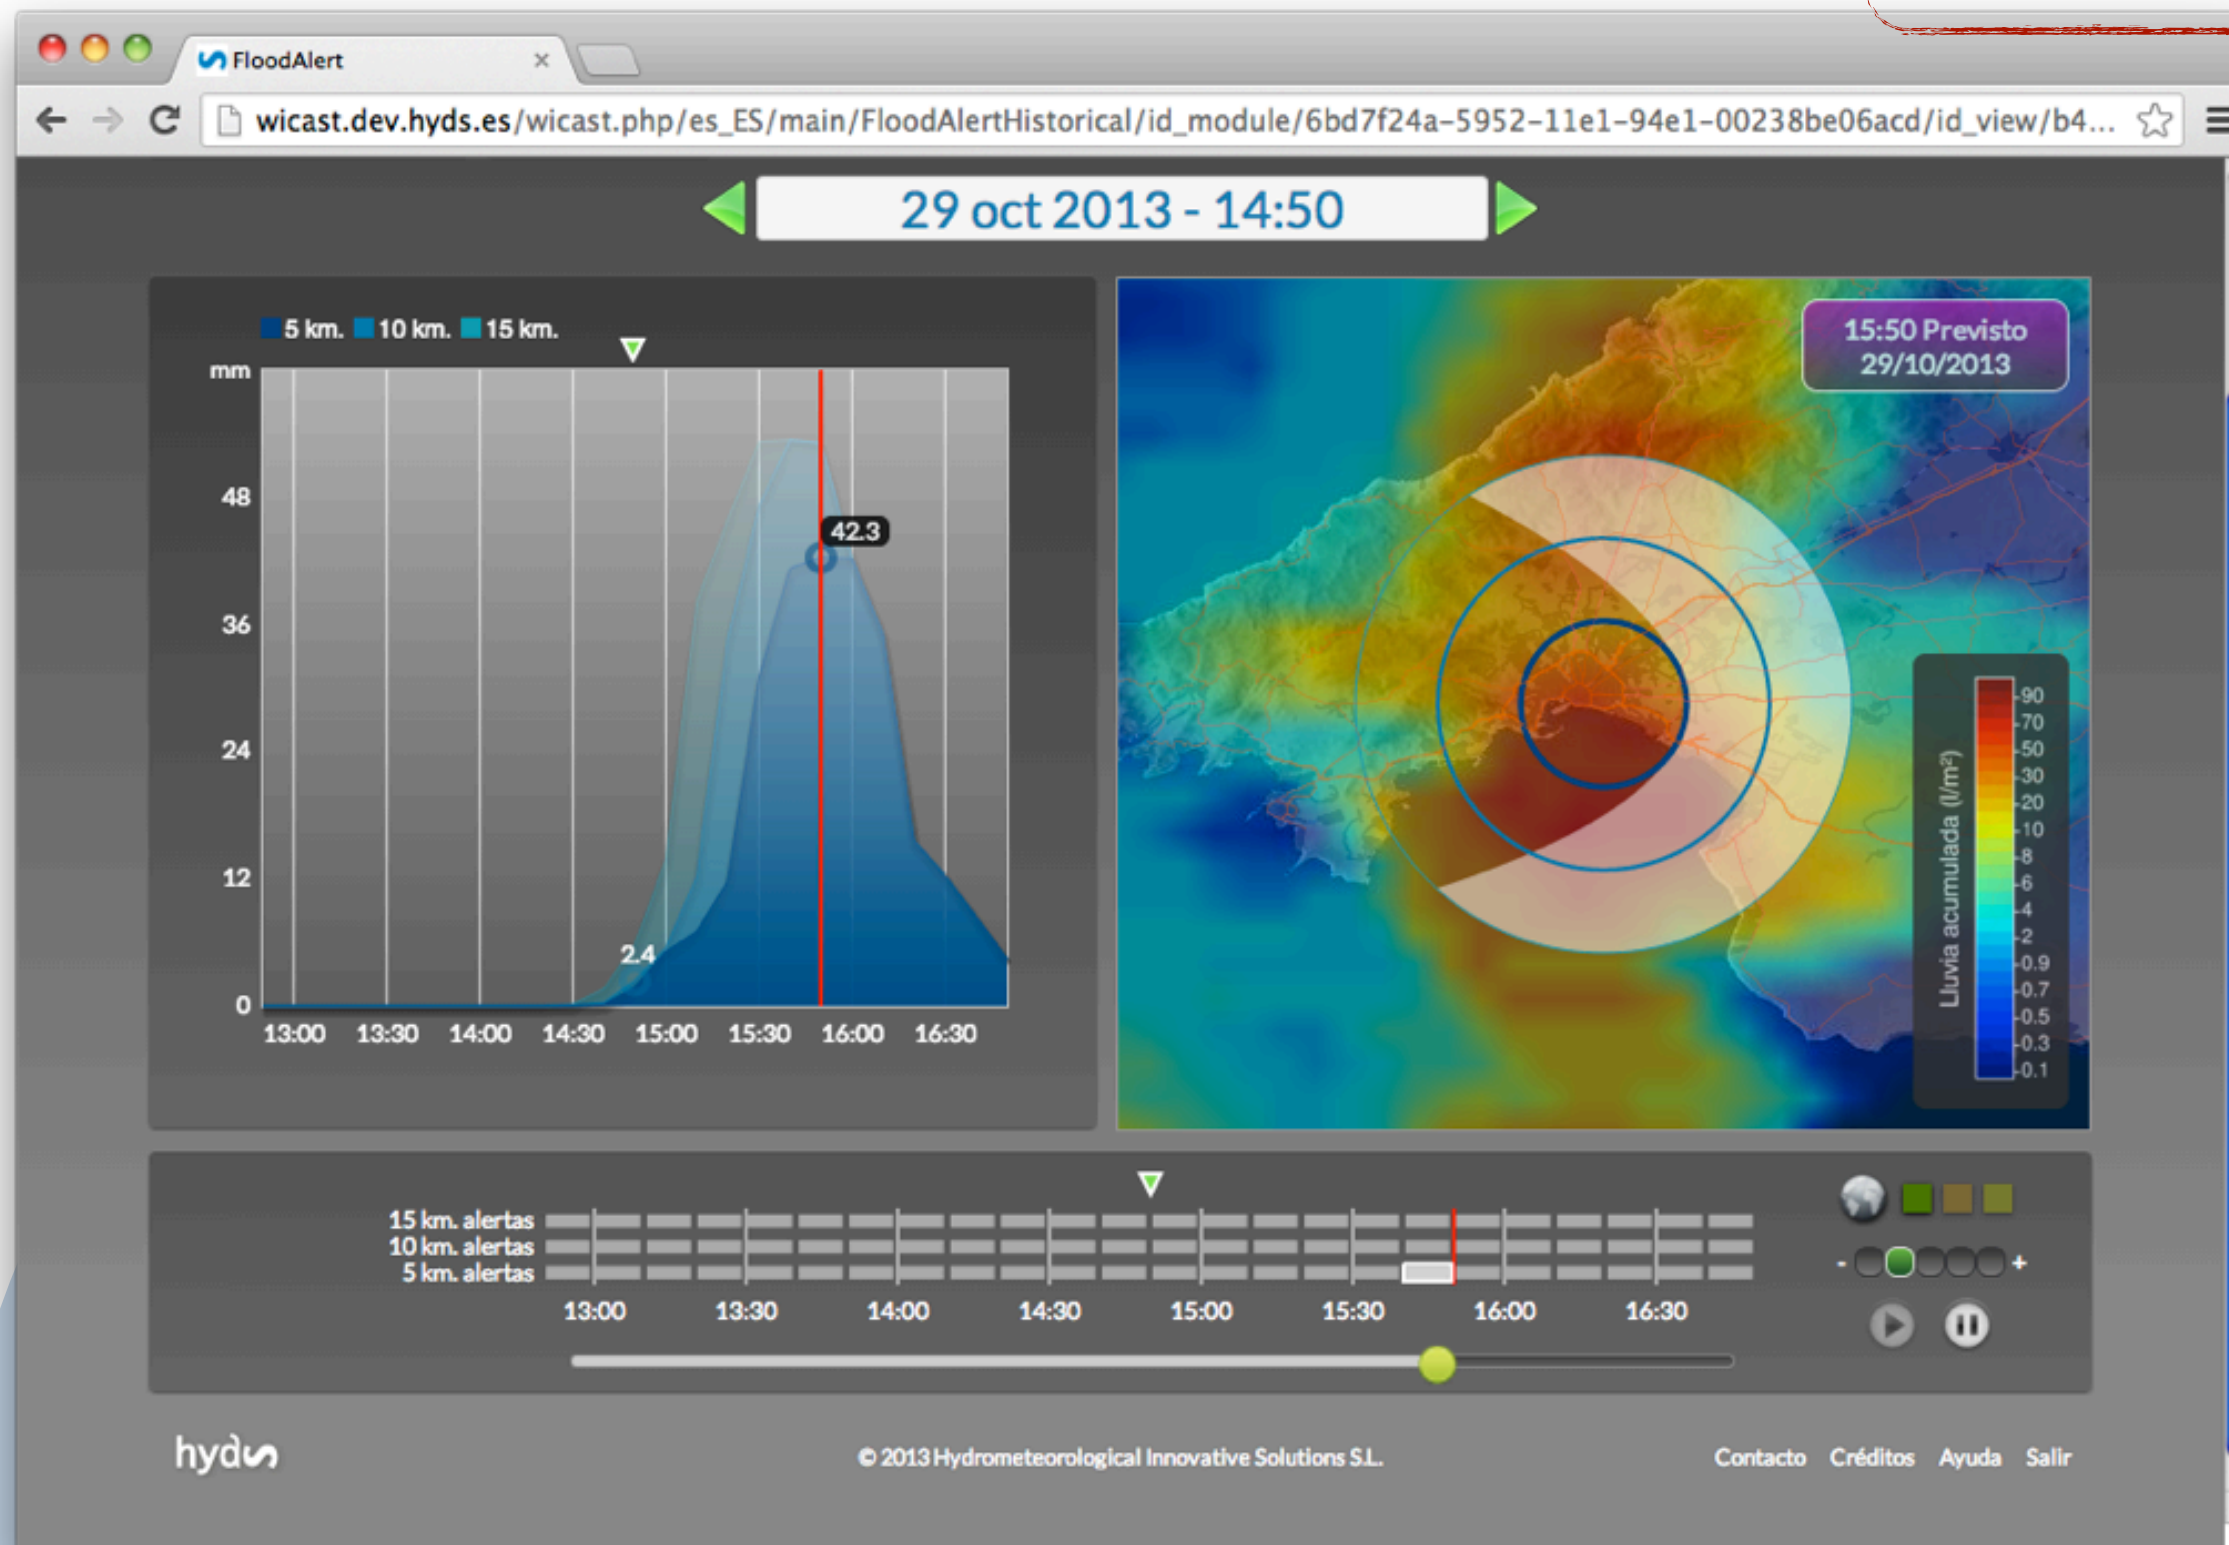 FloodAlert
wicast.dev.hyds.es/wicast.php/es_ES/main/FloodAlertHistorical/id_module/6bd7f24a-5952-11e1-94e1-00238be06acd/id_view/b4...
29 oct 2013 - 14:50
5 km. 10 km. 15 km.
mm
48
36
24
12
0
42.3
2.4
13:00 13:30 14:00 14:30 15:00 15:30 16:00 16:30
15:50 Previsto
29/10/2013
Lluvia acumulada (l/m²)
90
70
50
30
20
10
8
6
4
2
0.9
0.7
0.5
0.3
0.1
15 km. alertas
10 km. alertas
5 km. alertas
13:00 13:30 14:00 14:30 15:00 15:30 16:00 16:30
- +
hyds
© 2013 Hydrometeorological Innovative Solutions S.L.
Contacto Créditos Ayuda Salir